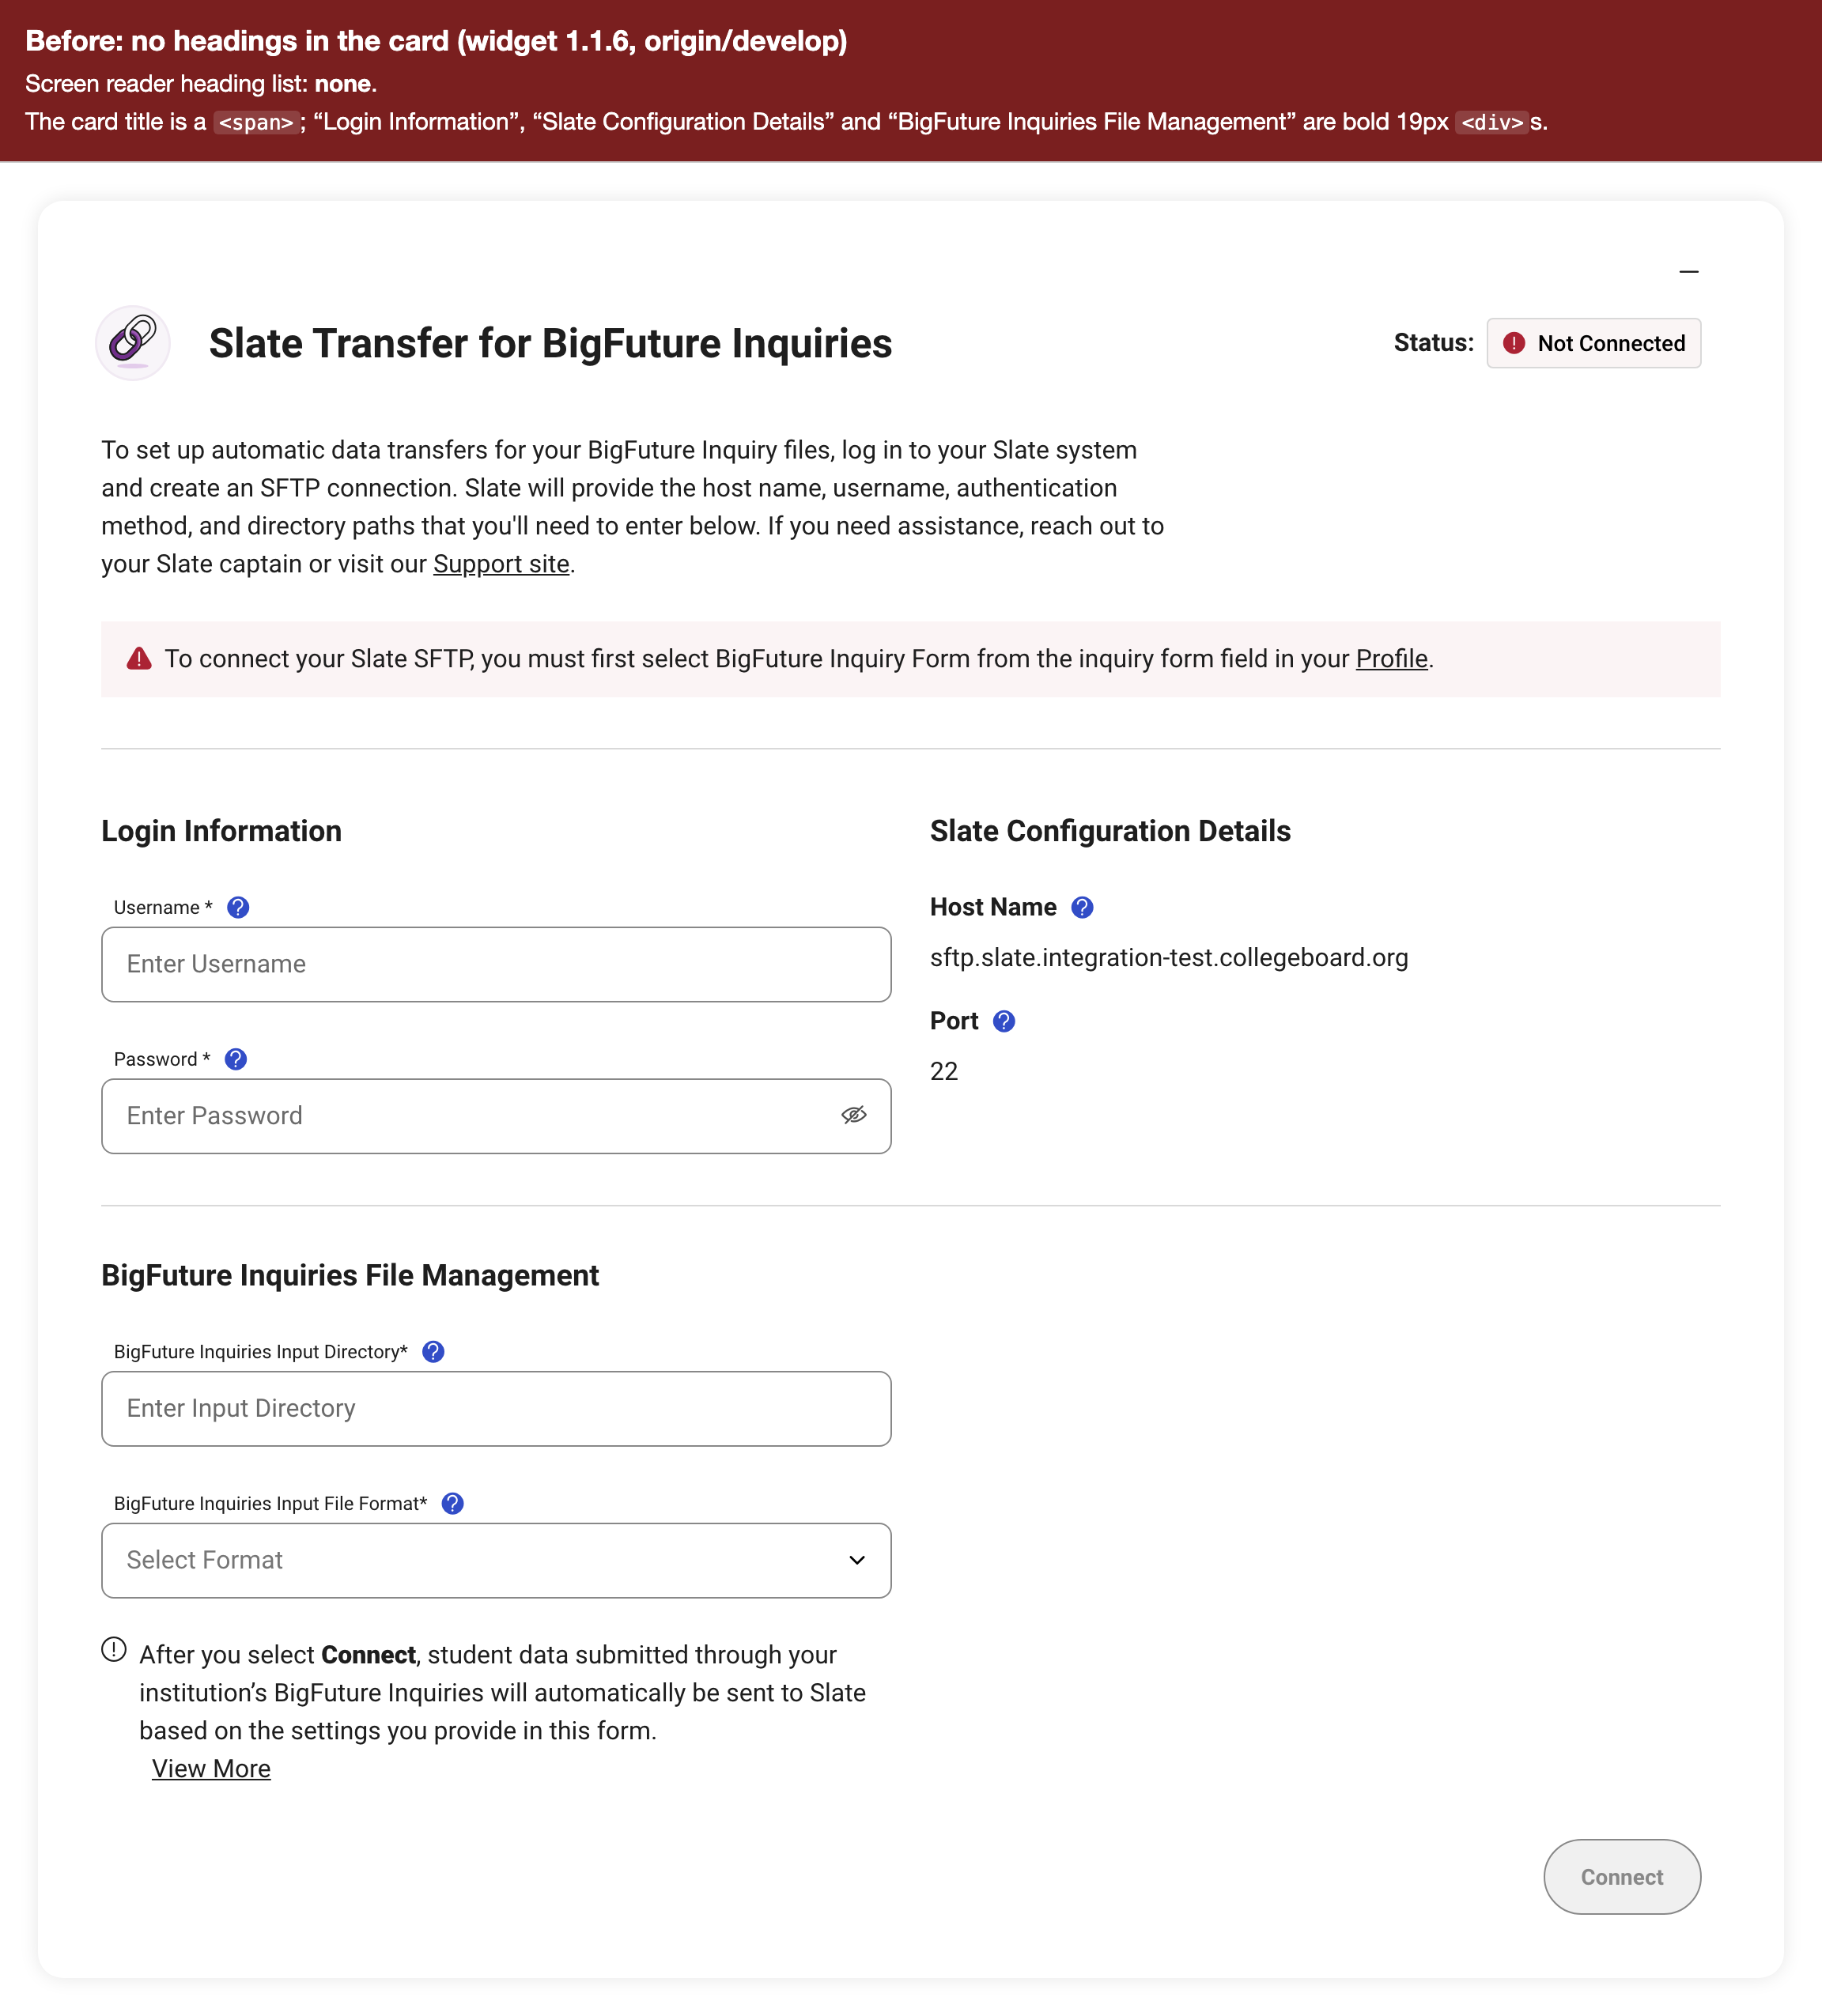 Before: no headings in the card (widget 1.1.6, origin/develop)
Screen reader heading list: none.
The card title is a <span>; “Login Information”, “Slate Configuration Details” and “BigFuture Inquiries File Management” are bold 19px <div>s.
Slate Transfer for BigFuture Inquiries
Status: Not Connected
To set up automatic data transfers for your BigFuture Inquiry files, log in to your Slate system
and create an SFTP connection. Slate will provide the host name, username, authentication
method, and directory paths that you'll need to enter below. If you need assistance, reach out to
your Slate captain or visit our Support site.
To connect your Slate SFTP, you must first select BigFuture Inquiry Form from the inquiry form field in your Profile.
Login Information
Username *
Enter Username
Password *
Enter Password
Slate Configuration Details
Host Name
sftp.slate.integration-test.collegeboard.org
Port
22
BigFuture Inquiries File Management
BigFuture Inquiries Input Directory*
Enter Input Directory
BigFuture Inquiries Input File Format*
Select Format
After you select Connect, student data submitted through your
institution’s BigFuture Inquiries will automatically be sent to Slate
based on the settings you provide in this form.
View More
Connect